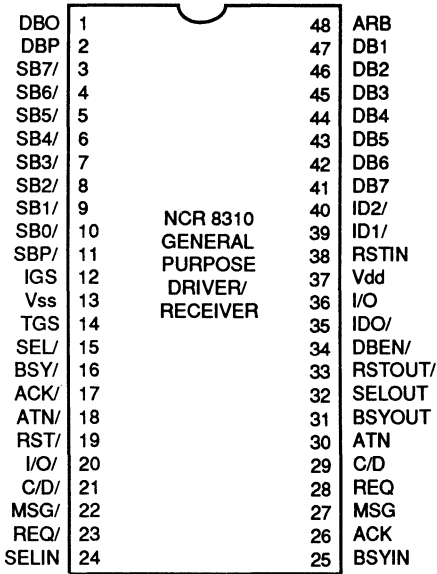 DBO 1 48 ARB
DBP 2 47 DB1
SB7/ 3 46 DB2
SB6/ 4 45 DB3
SB5/ 5 44 DB4
SB4/ 6 43 DB5
SB3/ 7 42 DB6
SB2/ 8 41 DB7
SB1/ 9 40 ID2/
SB0/ 10 39 ID1/
SBP/ 11 38 RSTIN
IGS 12 37 Vdd
Vss 13 36 I/O
TGS 14 35 IDO/
SEL/ 15 34 DBEN/
BSY/ 16 33 RSTOUT/
ACK/ 17 32 SELOUT
ATN/ 18 31 BSYOUT
RST/ 19 30 ATN
I/O/ 20 29 C/D
C/D/ 21 28 REQ
MSG/ 22 27 MSG
REQ/ 23 26 ACK
SELIN 24 25 BSYIN
NCR 8310
GENERAL
PURPOSE
DRIVER/
RECEIVER